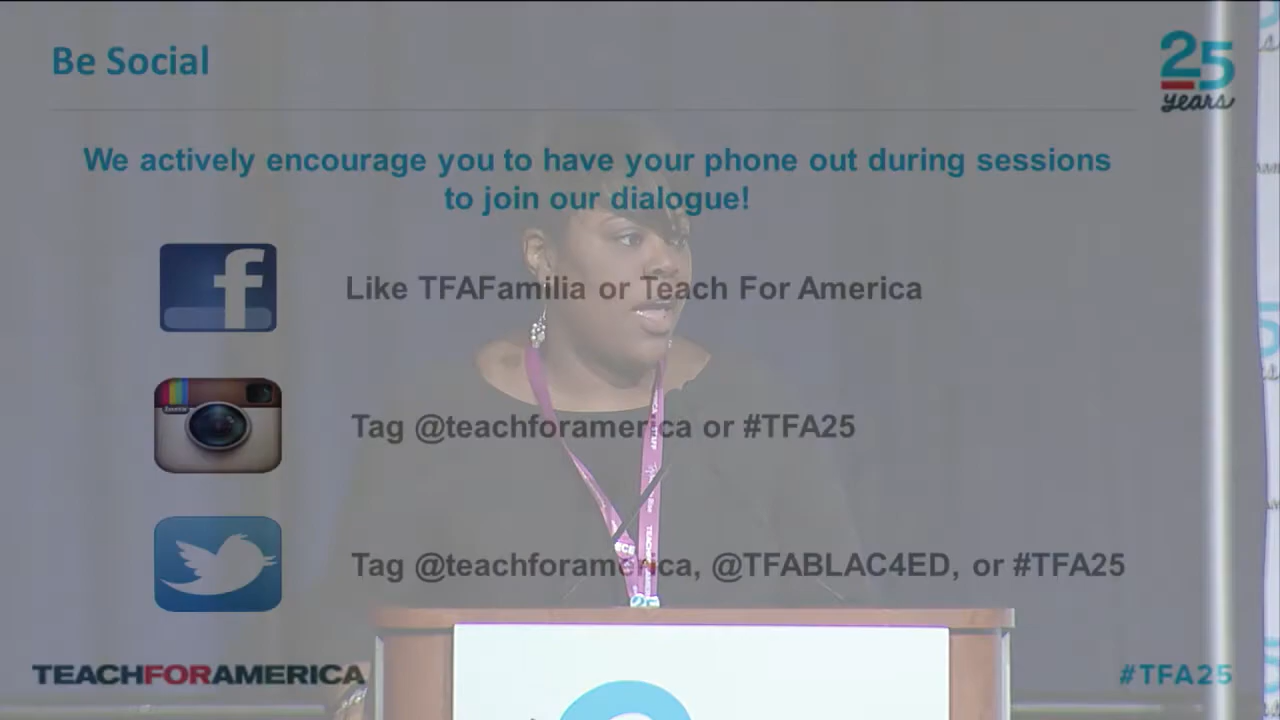 Be Social
25
years
We actively encourage you to have your phone out during sessions
to join our dialogue!
Like TFAFamilia or Teach For America
Tag @teachforamerica or #TFA25
Tag @teachforamerica, @TFABLAC4ED, or #TFA25
25
TEACHFORAMERICA
#TFA25